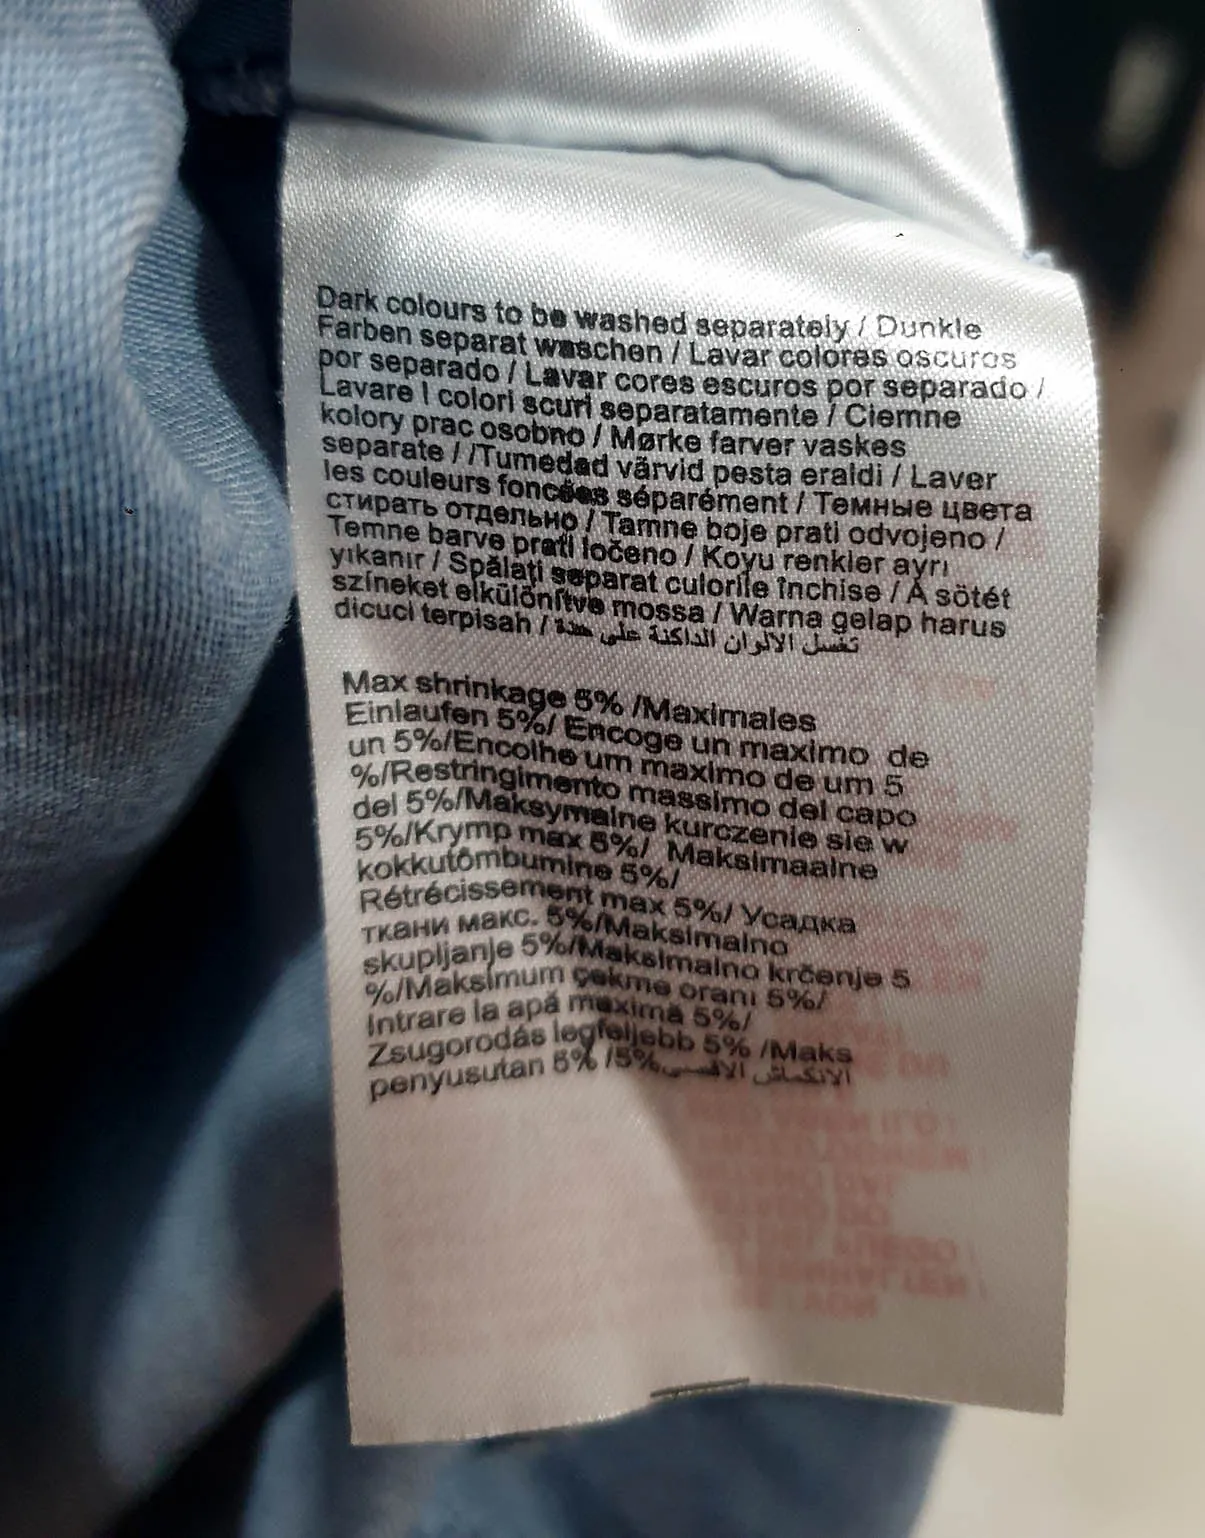 Dark colours to be washed separately / Dunkle
Farben separat waschen / Lavar colores oscuros
por separado / Lavar cores escuros por separado /
Lavare I colori scuri separatamente / Ciemne
kolory prac osobno / Mørke farver vaskes
separate / /Tumedad värvid pesta eraldi / Laver
les couleurs foncées séparément / Темные цвета
стирать отдельно / Tamne boje prati odvojeno /
Temne barve prati ločeno / Koyu renkler ayrı
yıkanır / Spălați separat culorile închise / A sötét
színeket elkülönítve mossa / Warna gelap harus
dicuci terpisah / تغسل الالوان الداكنة على حدة
Max shrinkage 5% /Maximales
Einlaufen 5%/ Encoge un maximo de
un 5%/Encolhe um maximo de um 5
%/Restringimento massimo del capo
del 5%/Maksymalne kurczenie sie w
5%/Krymp max 5%/ Maksimaalne
kokkutõmbumine 5%/
Rétrécissement max 5%/ Усадка
ткани макс. 5%/Maksimalno
skupljanje 5%/Maksimalno krčenje 5
%/Maksimum çekme oranı 5%/
Intrare la apă maximă 5%/
Zsugorodás legfeljebb 5% /Maks
penyusutan 5% /5% الانكماش الاقصى